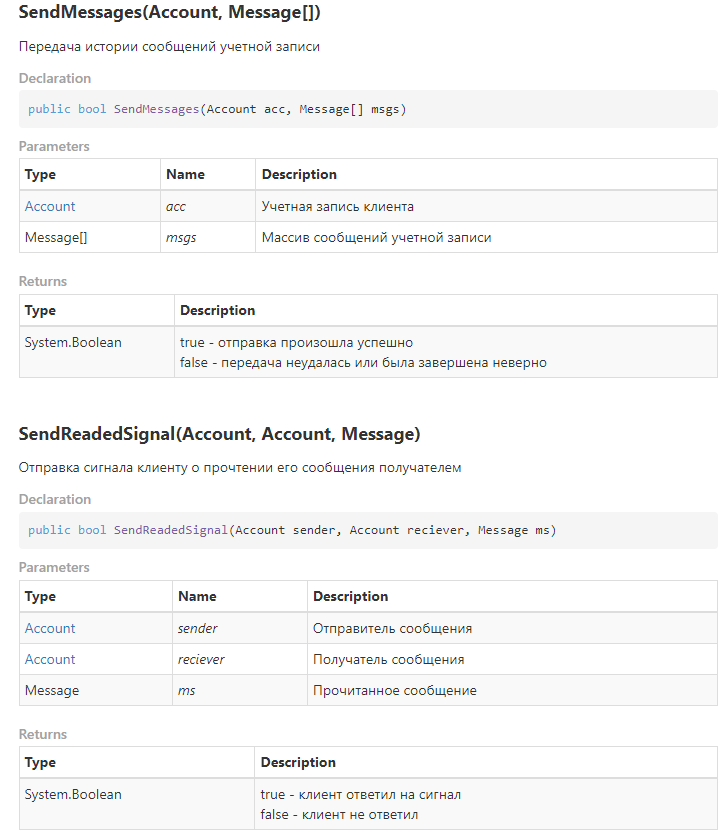 SendMessages(Account, Message[])
Передача истории сообщений учетной записи
Declaration
public bool SendMessages(Account acc, Message[] msgs)
Parameters
Type Name Description
Account acc Учетная запись клиента
Message[] msgs Массив сообщений учетной записи
Returns
Type Description
System.Boolean true - отправка произошла успешно
false - передача неудалась или была завершена неверно
SendReadedSignal(Account, Account, Message)
Отправка сигнала клиенту о прочтении его сообщения получателем
Declaration
public bool SendReadedSignal(Account sender, Account reciever, Message ms)
Parameters
Type Name Description
Account sender Отправитель сообщения
Account reciever Получатель сообщения
Message ms Прочитанное сообщение
Returns
Type Description
System.Boolean true - клиент ответил на сигнал
false - клиент не ответил